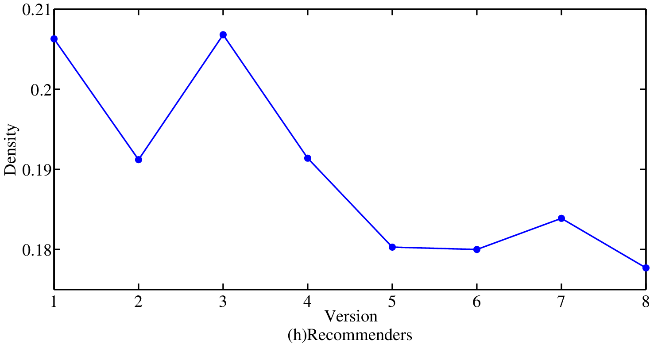 0.21
0.2
0.19
0.18
Density
1 2 3 4 5 6 7 8
Version
(h)Recommenders